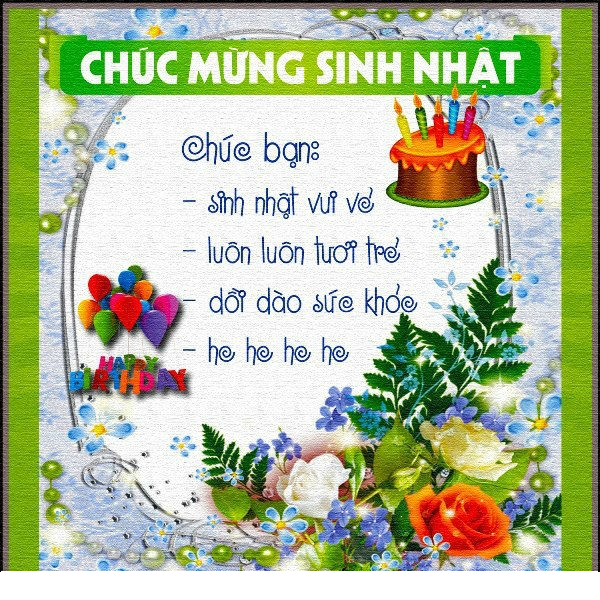 CHÚC MỪNG SINH NHẬT
Chúc bạn:
- sinh nhật vui vẻ
- luôn luôn tươi trẻ
- dồi dào sức khỏe
- he he he he
HAPPY
BIRTHDAY